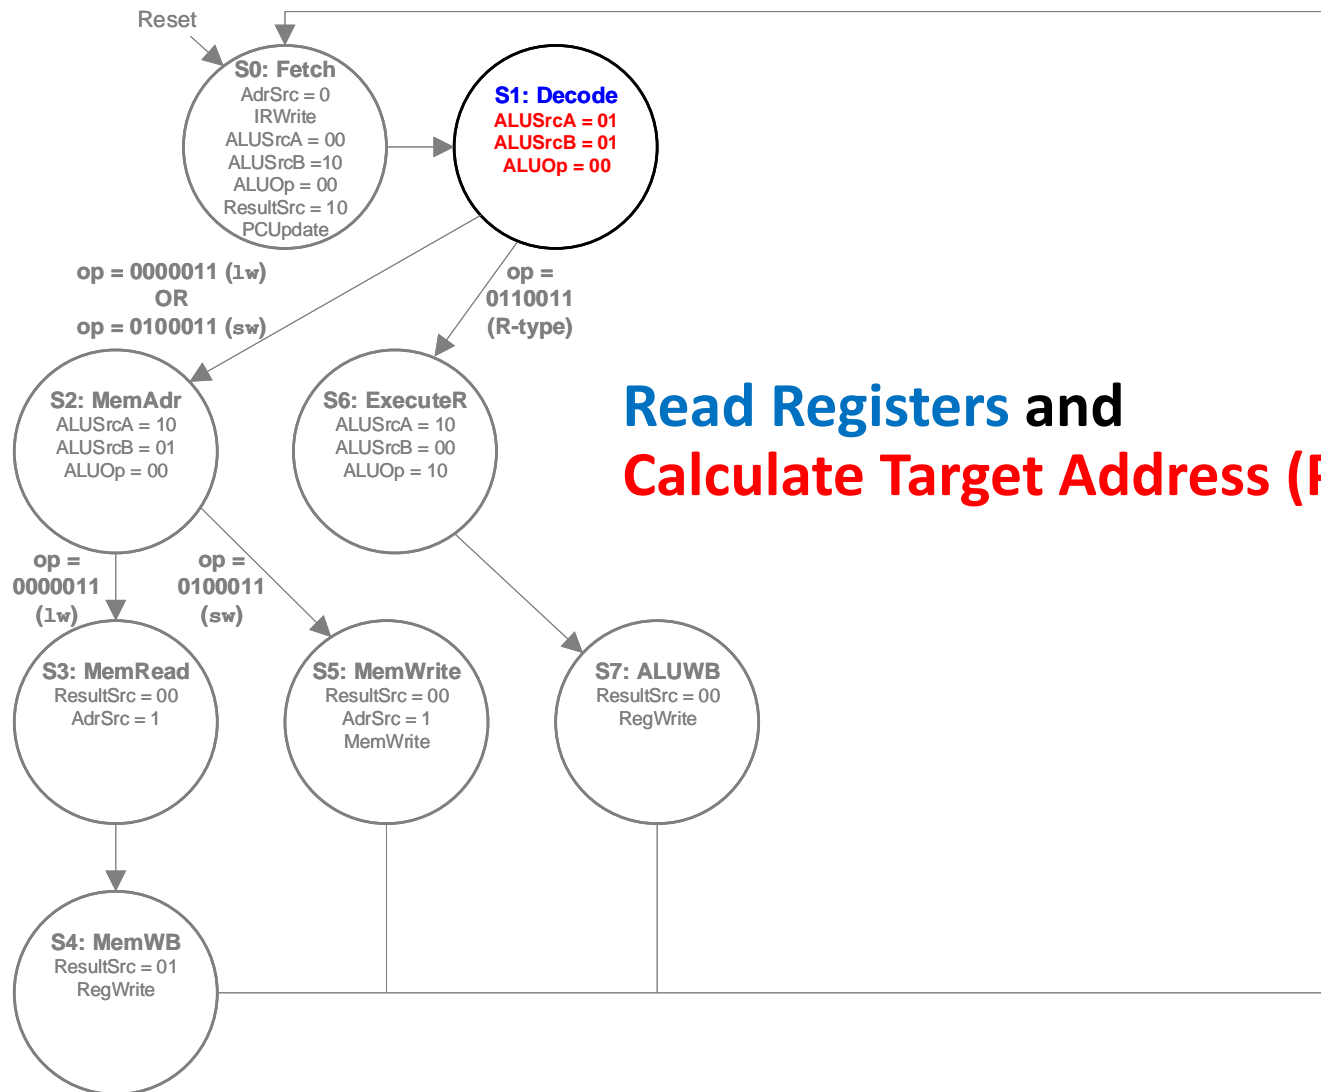 Reset
S0: Fetch
AdrSrc = 0
IRWrite
ALUSrcA = 00
ALUSrcB =10
ALUOp = 00
ResultSrc = 10
PCUpdate
S1: Decode
ALUSrcA = 01
ALUSrcB = 01
ALUOp = 00
op = 0000011 (lw)
OR
op = 0100011 (sw)
op =
0110011
(R-type)
S2: MemAdr
ALUSrcA = 10
ALUSrcB = 01
ALUOp = 00
S6: ExecuteR
ALUSrcA = 10
ALUSrcB = 00
ALUOp = 10
Read Registers and
Calculate Target Address (
op =
0000011
(lw)
op =
0100011
(sw)
S3: MemRead
ResultSrc = 00
AdrSrc = 1
S5: MemWrite
ResultSrc = 00
AdrSrc = 1
MemWrite
S7: ALUWB
ResultSrc = 00
RegWrite
S4: MemWB
ResultSrc = 01
RegWrite